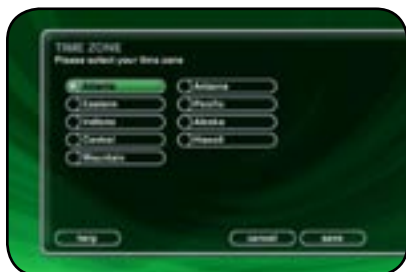 TIME ZONE
Please select your time zone
Atlantic
Eastern
Indiana
Central
Mountain
Arizona
Pacific
Alaska
Hawaii
help
cancel
save